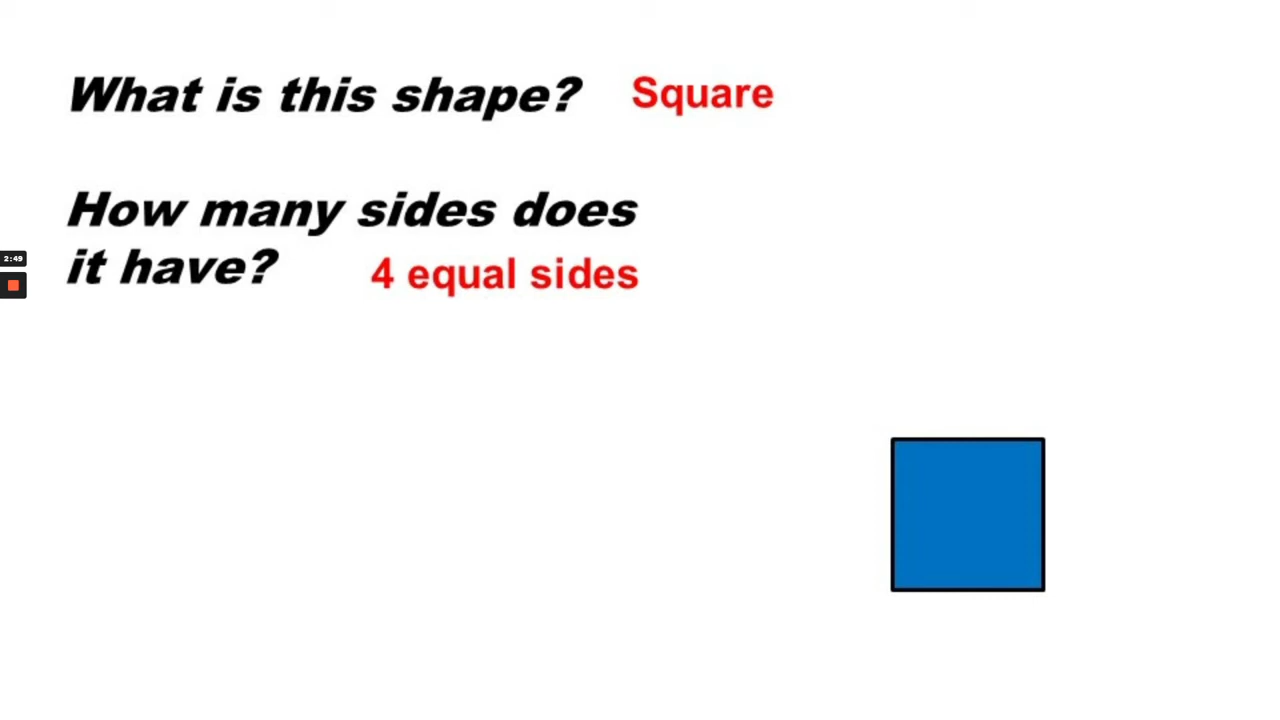 What is this shape? Square
How many sides does
it have? 4 equal sides
2:49